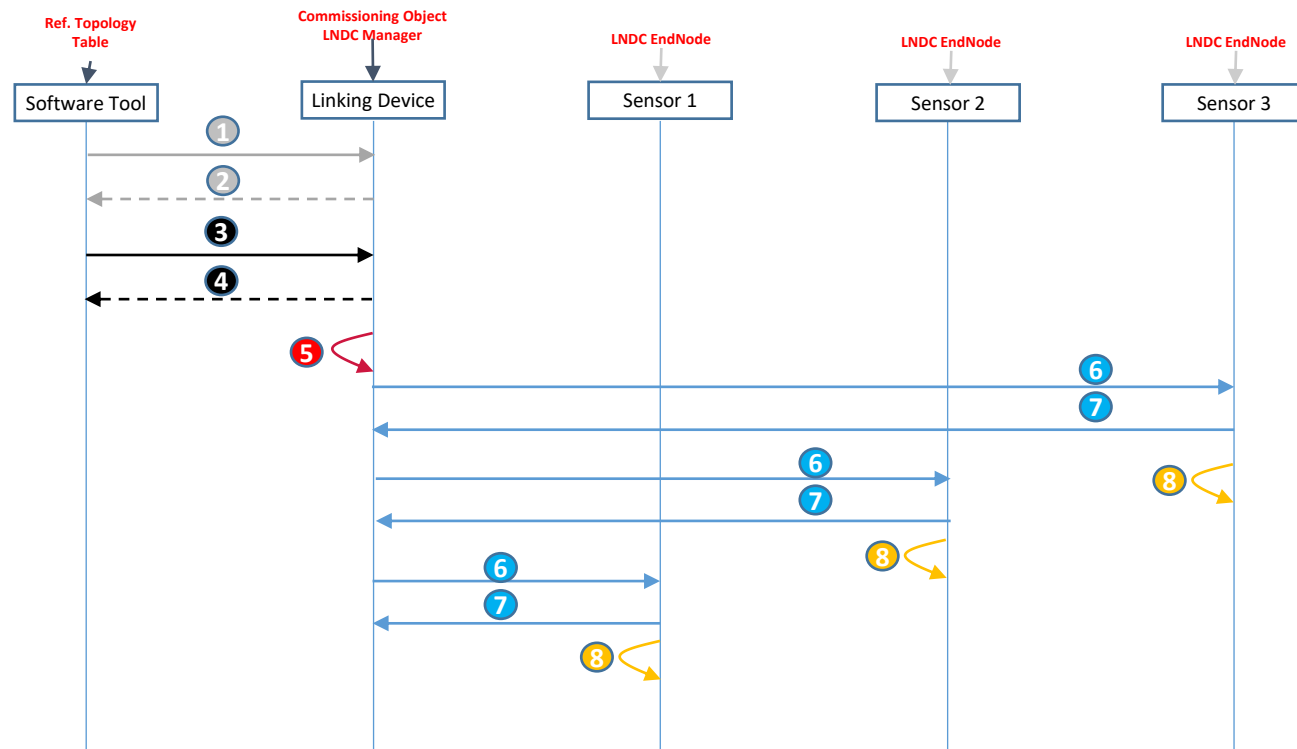 Ref. Topology
Table
Commissioning Object
LNDC Manager
LNDC EndNode
LNDC EndNode
LNDC EndNode
Software Tool
Linking Device
Sensor 1
Sensor 2
Sensor 3
1
2
3
4
5
6
7
6
7
8
8
6
7
8